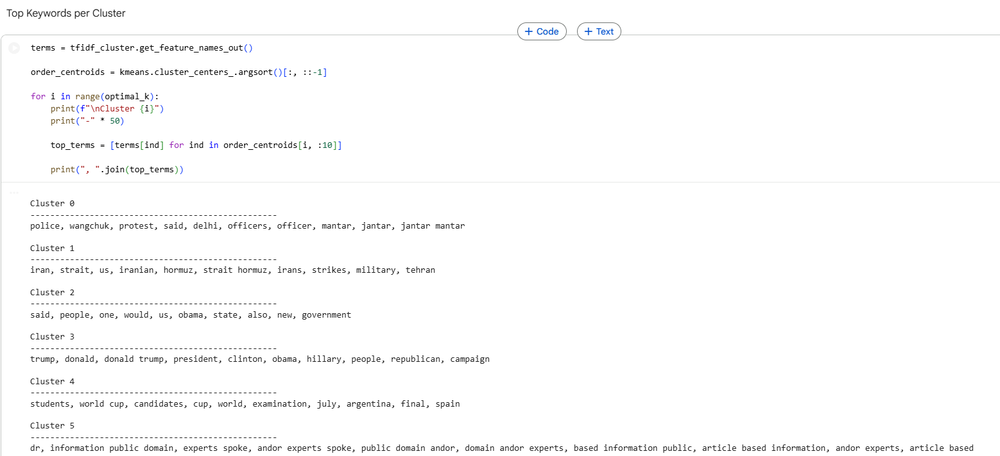 Top Keywords per Cluster
+ Code
+ Text
terms = tfidf_cluster.get_feature_names_out()
order_centroids = kmeans.cluster_centers_.argsort()[:, ::-1]
for i in range(optimal_k):
    print(f"\nCluster {i}")
    print("-" * 50)
    top_terms = [terms[ind] for ind in order_centroids[i, :10]]
    print(", ".join(top_terms))
Cluster 0
--------------------------------------------------
police, wangchuk, protest, said, delhi, officers, officer, mantar, jantar, jantar mantar
Cluster 1
--------------------------------------------------
iran, strait, us, iranian, hormuz, strait hormuz, irans, strikes, military, tehran
Cluster 2
--------------------------------------------------
said, people, one, would, us, obama, state, also, new, government
Cluster 3
--------------------------------------------------
trump, donald, donald trump, president, clinton, obama, hillary, people, republican, campaign
Cluster 4
--------------------------------------------------
students, world cup, candidates, cup, world, examination, july, argentina, final, spain
Cluster 5
--------------------------------------------------
dr, information public domain, experts spoke, andor experts spoke, public domain andor, domain andor experts, based information public, article based information, andor experts, article based